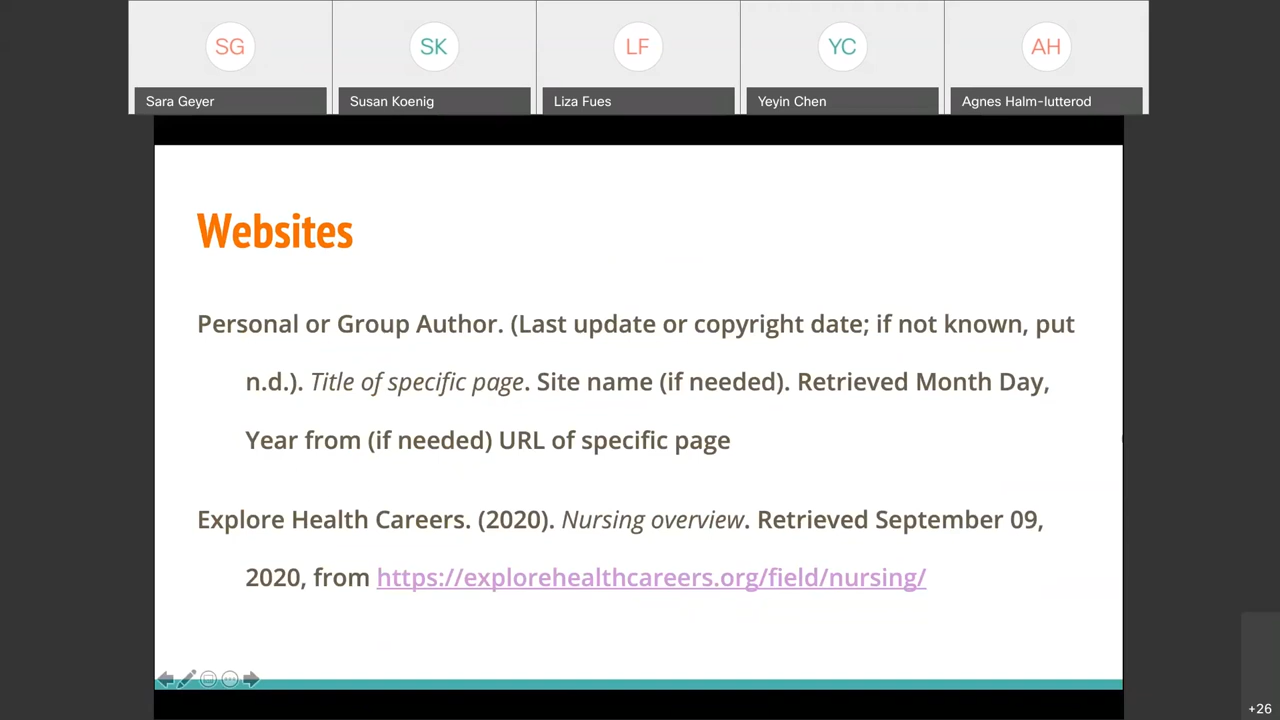 SG SK LF YC AH
Sara Geyer Susan Koenig Liza Fues Yeyin Chen Agnes Halm-lutterod
Websites
Personal or Group Author. (Last update or copyright date; if not known, put
n.d.). Title of specific page. Site name (if needed). Retrieved Month Day,
Year from (if needed) URL of specific page
Explore Health Careers. (2020). Nursing overview. Retrieved September 09,
2020, from https://explorehealthcareers.org/field/nursing/
+26